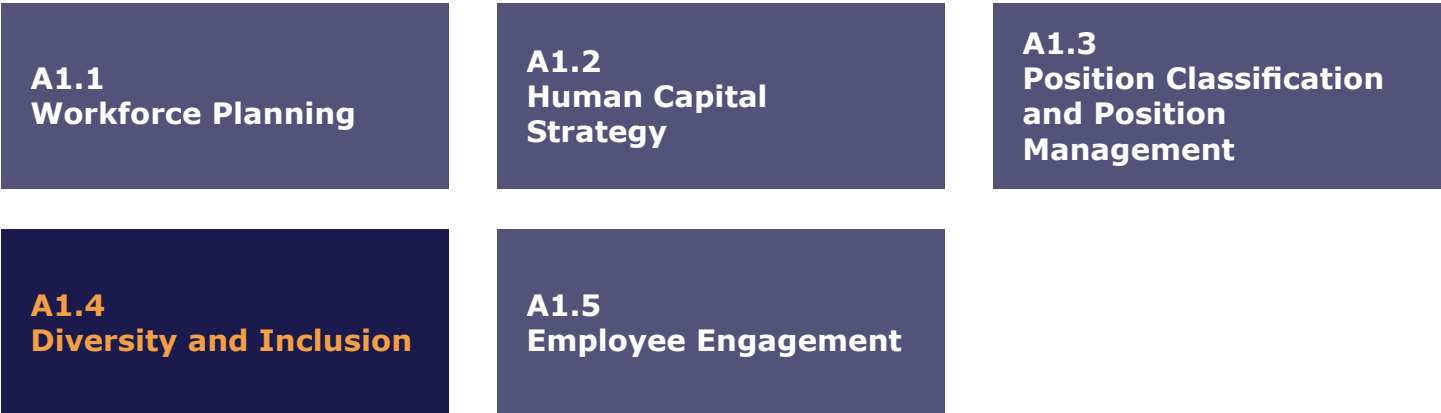 A1.1
Workforce Planning
A1.2
Human Capital
Strategy
A1.3
Position Classification
and Position
Management
A1.4
Diversity and Inclusion
A1.5
Employee Engagement